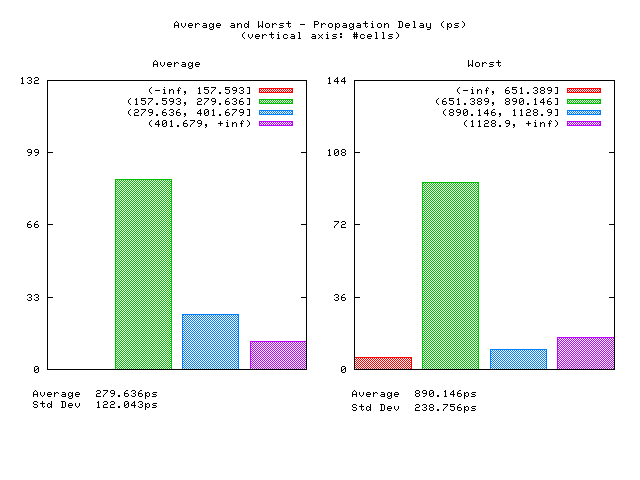 Average and Worst - Propagation Delay (ps)
(vertical axis: #cells)
Average
132
99
66
33
0
(-inf, 157.593]
(157.593, 279.636]
(279.636, 401.679]
(401.679, +inf)
Average 279.636ps
Std Dev 122.043ps
Worst
144
108
72
36
0
(-inf, 651.389]
(651.389, 890.146]
(890.146, 1128.9]
(1128.9, +inf)
Average 890.146ps
Std Dev 238.756ps